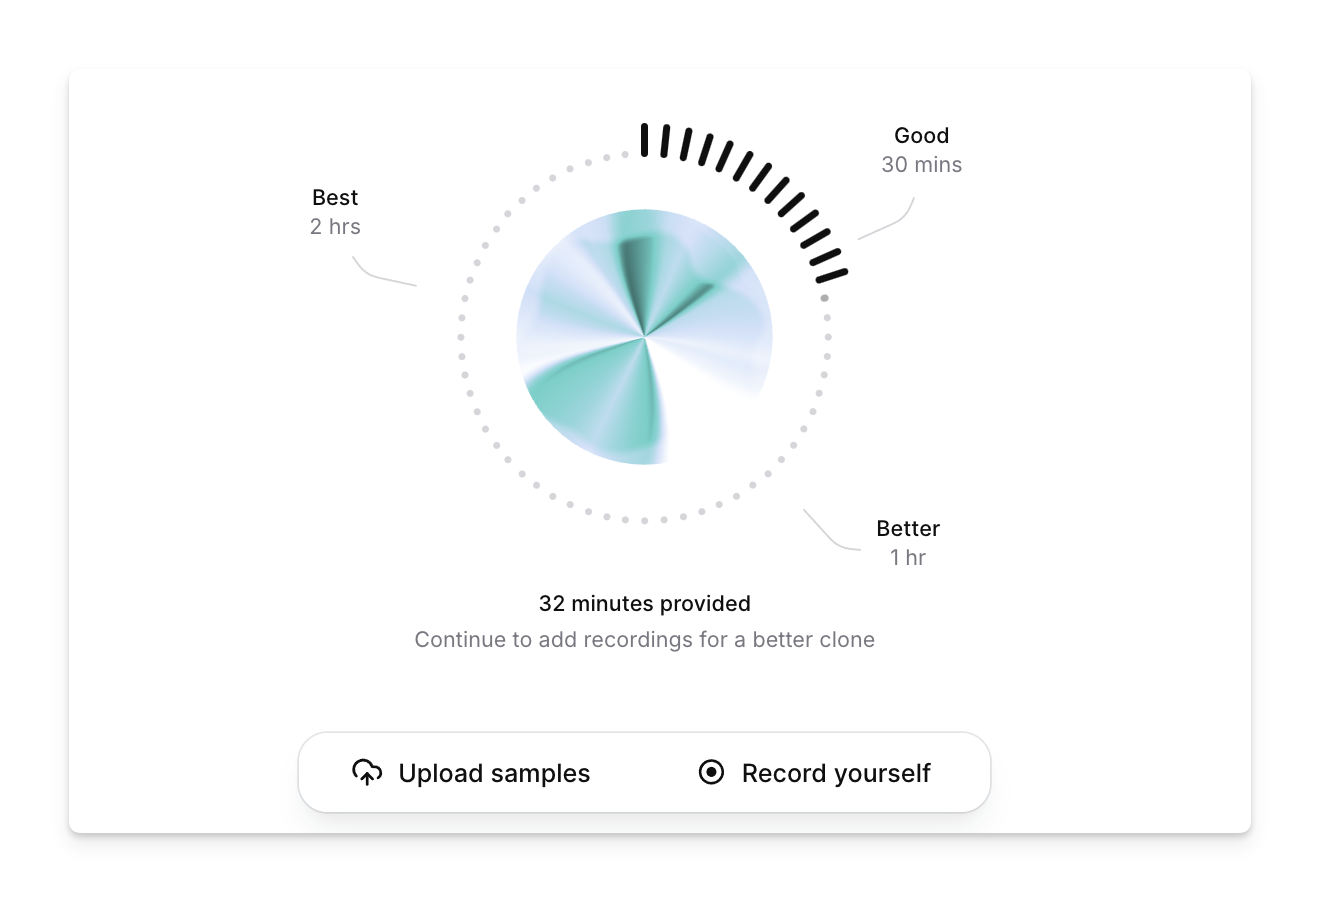 Good
30 mins
Best
2 hrs
Better
1 hr
32 minutes provided
Continue to add recordings for a better clone
Upload samples
Record yourself